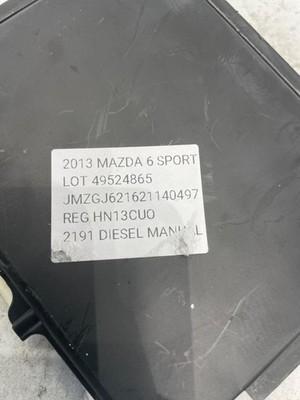 2013 MAZDA 6 SPORT
LOT 49524865
JMZGJ621621140497
REG HN13CUO
2191 DIESEL MANUAL